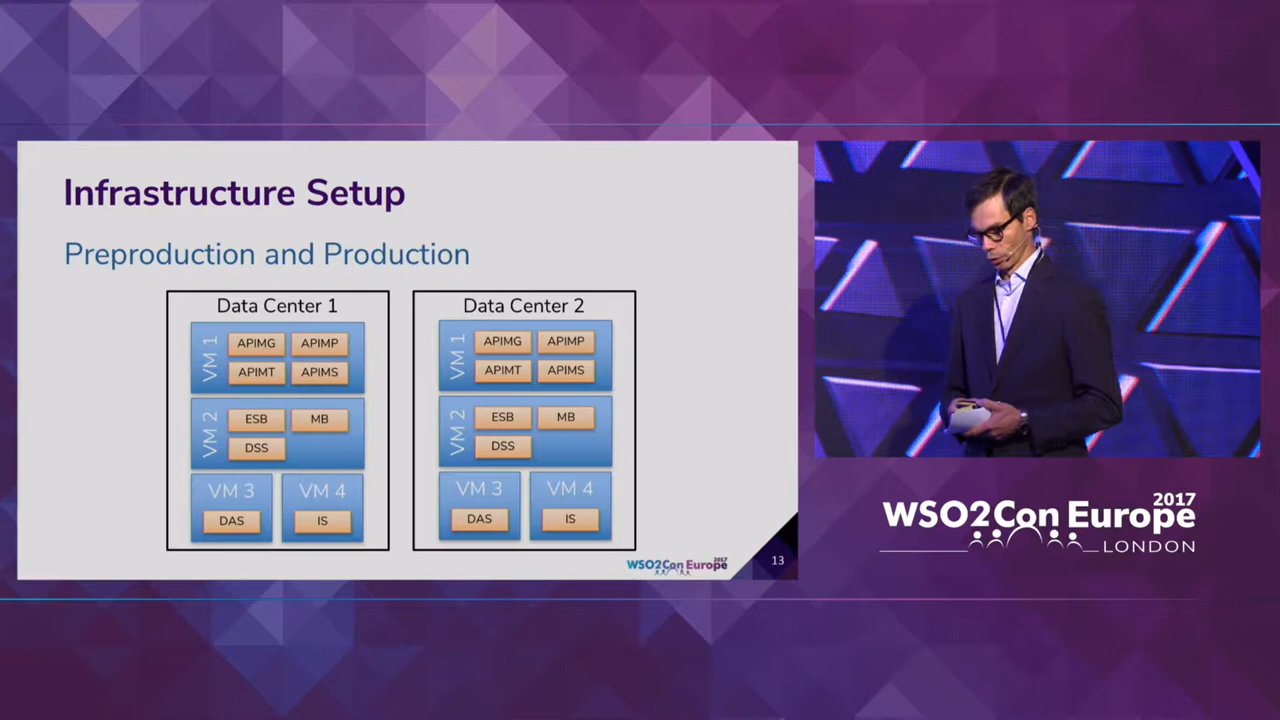 Infrastructure Setup
Preproduction and Production
Data Center 1
VM 1
APIMG APIMP
APIMT APIMS
VM 2
ESB MB
DSS
VM 3 VM 4
DAS IS
Data Center 2
VM 1
APIMG APIMP
APIMT APIMS
VM 2
ESB MB
DSS
VM 3 VM 4
DAS IS
WSO2Con Europe 2017
13
2017
WSO2Con Europe
LONDON